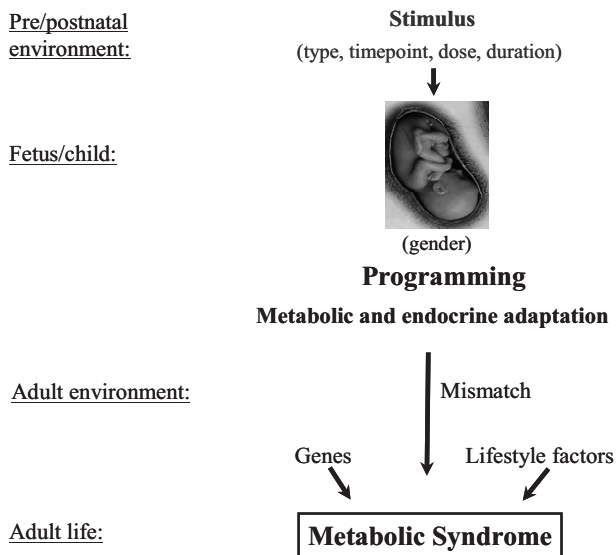 Pre/postnatal
environment:
Stimulus
(type, timepoint, dose, duration)
Fetus/child:
(gender)
Programming
Metabolic and endocrine adaptation
Adult environment:
Mismatch
Genes
Lifestyle factors
Adult life:
Metabolic Syndrome